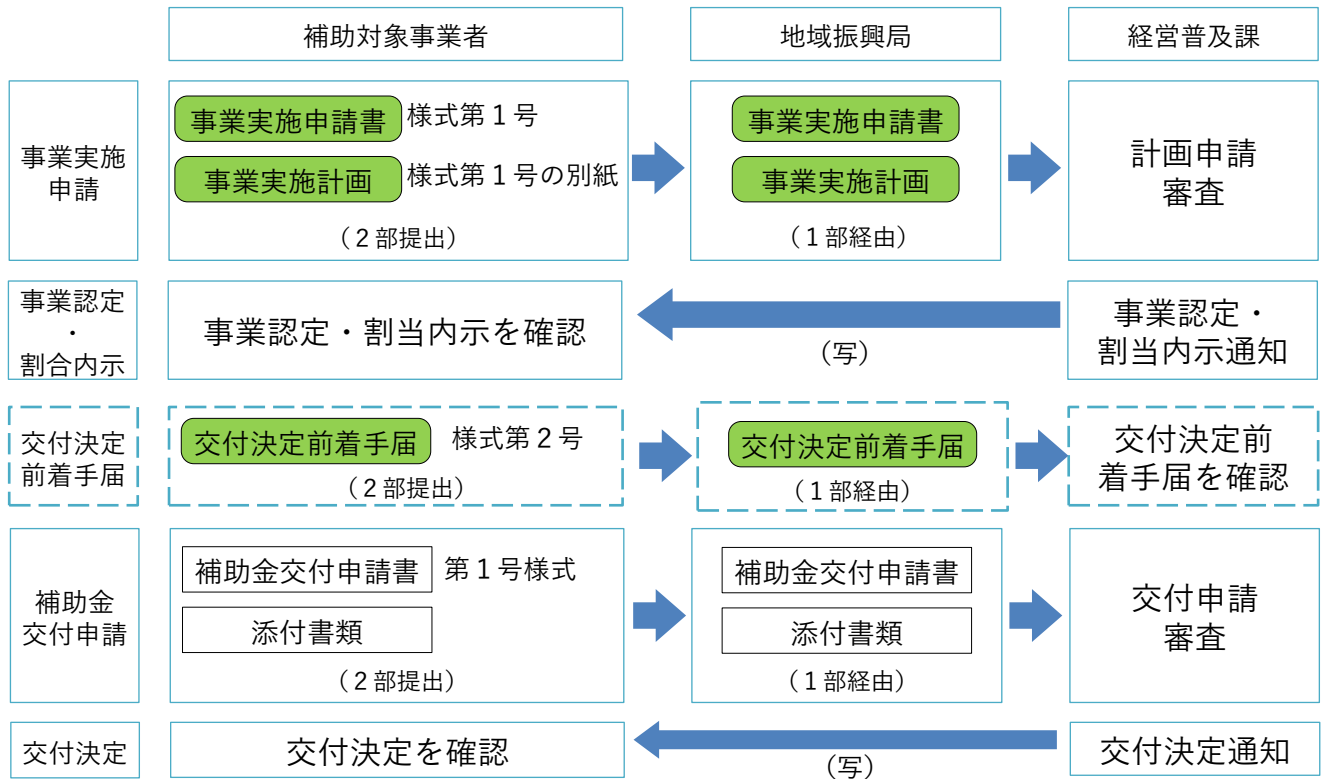 補助対象事業者
地域振興局
経営普及課
事業実施
申請
事業実施申請書 様式第１号
事業実施計画 様式第１号の別紙
（２部提出）
事業実施申請書
事業実施計画
（１部経由）
計画申請
審査
事業認定
・
割合内示
事業認定・割当内示を確認
（写）
事業認定・
割当内示通知
交付決定
前着手届
交付決定前着手届 様式第２号
（２部提出）
交付決定前着手届
（１部経由）
交付決定前
着手届を確認
補助金
交付申請
補助金交付申請書 第１号様式
添付書類
（２部提出）
補助金交付申請書
添付書類
（１部経由）
交付申請
審査
交付決定
交付決定を確認
（写）
交付決定通知